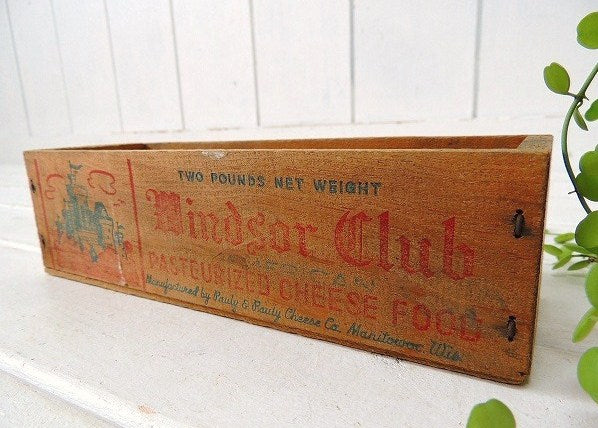 TWO POUNDS NET WEIGHT
Windsor Club
PASTEURIZED CHEESE FOOD
Manufactured by Pauly & Pauly Cheese Co. Manitowoc, Wis.